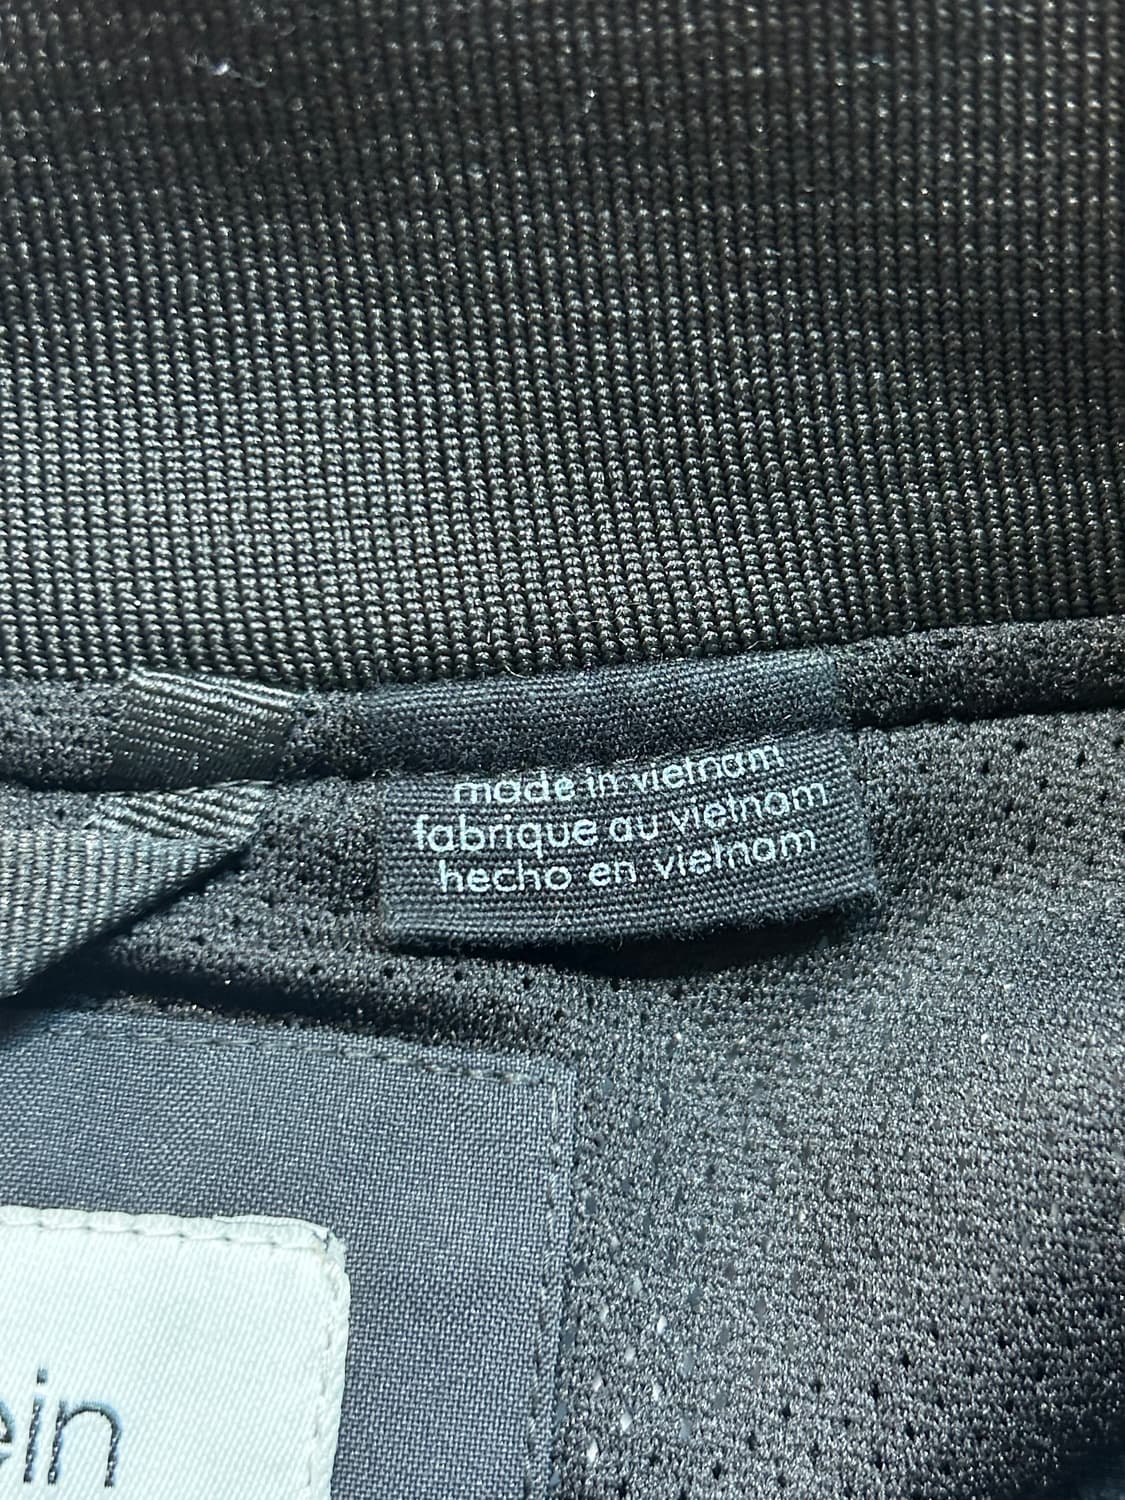 made in vietnam
fabrique au vietnam
hecho en vietnam
ein